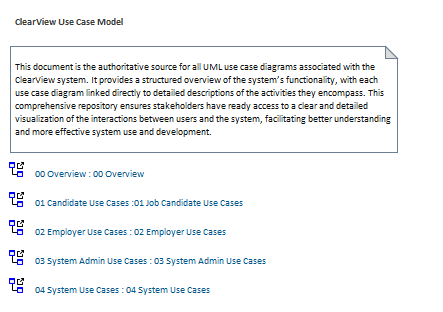 ClearView Use Case Model
This document is the authoritative source for all UML use case diagrams associated with the
ClearView system. It provides a structured overview of the system's functionality, with each
use case diagram linked directly to detailed descriptions of the activities they encompass. This
comprehensive repository ensures stakeholders have ready access to a clear and detailed
visualization of the interactions between users and the system, facilitating better understanding
and more effective system use and development.
00 Overview : 00 Overview
01 Candidate Use Cases :01 Job Candidate Use Cases
02 Employer Use Cases : 02 Employer Use Cases
03 System Admin Use Cases : 03 System Admin Use Cases
04 System Use Cases : 04 System Use Cases